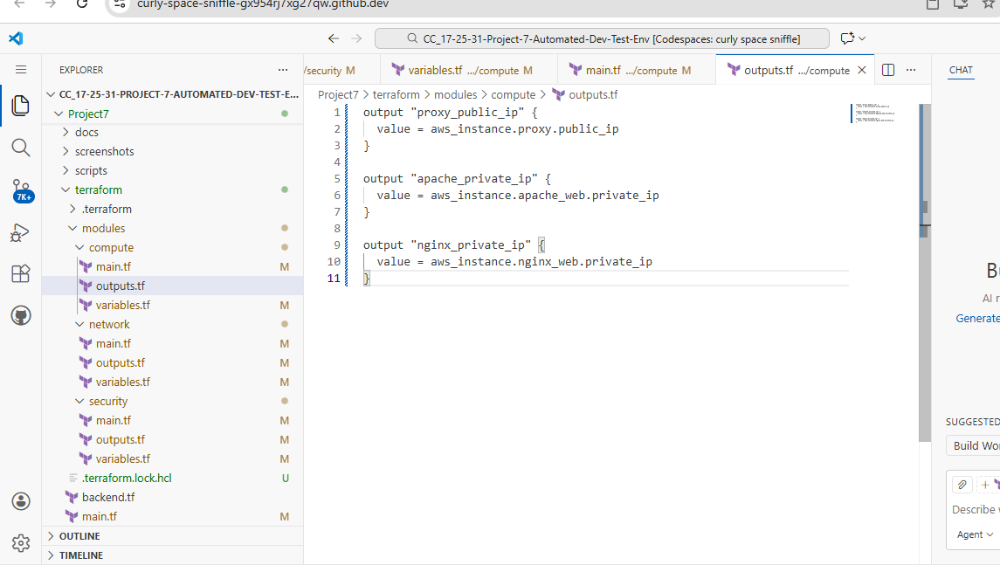 curly-space-sniffle-gx954rj7xg27qw.github.dev
CC_17-25-31-Project-7-Automated-Dev-Test-Env [Codespaces: curly space sniffle]
EXPLORER
/security M
variables.tf .../compute M
main.tf .../compute M
outputs.tf .../compute
CHAT
CC_17-25-31-PROJECT-7-AUTOMATED-DEV-TEST-E...
Project7 > terraform > modules > compute > outputs.tf
Project7
docs
screenshots
scripts
terraform
.terraform
modules
compute
main.tf M
outputs.tf
variables.tf M
network
main.tf M
outputs.tf M
variables.tf M
security
main.tf M
outputs.tf M
variables.tf M
.terraform.lock.hcl U
backend.tf
main.tf M
OUTLINE
TIMELINE
7K+
1 output "proxy_public_ip" {
2 value = aws_instance.proxy.public_ip
3 }
4
5 output "apache_private_ip" {
6 value = aws_instance.apache_web.private_ip
7 }
8
9 output "nginx_private_ip" {
10 value = aws_instance.nginx_web.private_ip
11 }
AI
Generate
SUGGESTED
Build
Describe
Agent